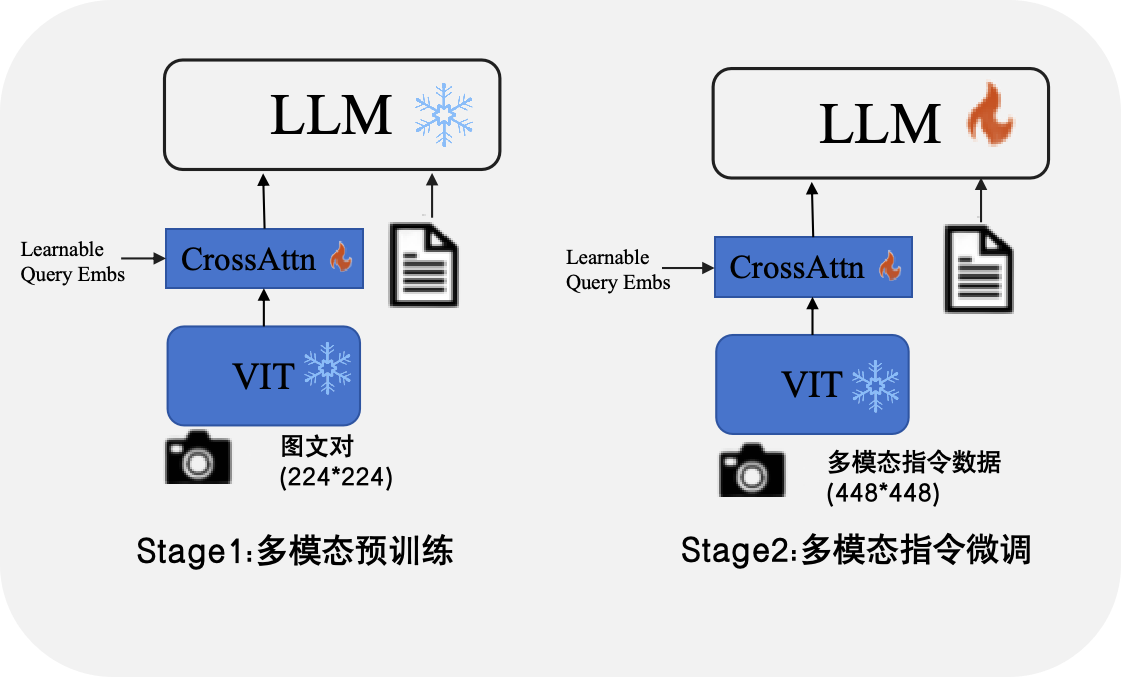 LLM
Learnable
Query Embs
CrossAttn
VIT
图文对
(224*224)
Stage1:多模态预训练
LLM
Learnable
Query Embs
CrossAttn
VIT
多模态指令数据
(448*448)
Stage2:多模态指令微调